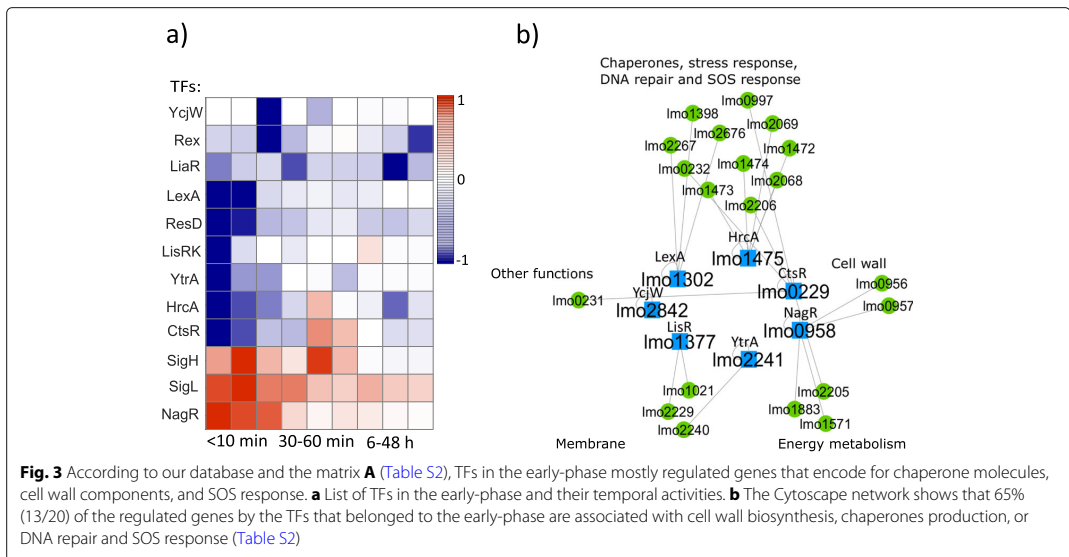 a)
TFs:
YcjW
Rex
LiaR
LexA
ResD
LisRK
YtrA
HrcA
CtsR
SigH
SigL
NagR
<10 min 30-60 min 6-48 h
1
0
-1
b)
Chaperones, stress response,
DNA repair and SOS response
lmo0997
lmo1398
lmo2069
lmo2676
lmo2267
lmo1472
lmo1474
lmo0232
lmo2068
lmo1473
lmo2206
HrcA
lmo1475
LexA
lmo1302
CtsR
lmo0229
Cell wall
lmo0956
lmo0957
Other functions
lmo0231
YcjW
lmo2842
NagR
lmo0958
LisR
lmo1377
YtrA
lmo2241
lmo1021
lmo2229
lmo2240
Membrane
lmo2205
lmo1883
lmo1571
Energy metabolism
Fig. 3 According to our database and the matrix A (Table S2), TFs in the early-phase mostly regulated genes that encode for chaperone molecules,
cell wall components, and SOS response. a List of TFs in the early-phase and their temporal activities. b The Cytoscape network shows that 65%
(13/20) of the regulated genes by the TFs that belonged to the early-phase are associated with cell wall biosynthesis, chaperones production, or
DNA repair and SOS response (Table S2)